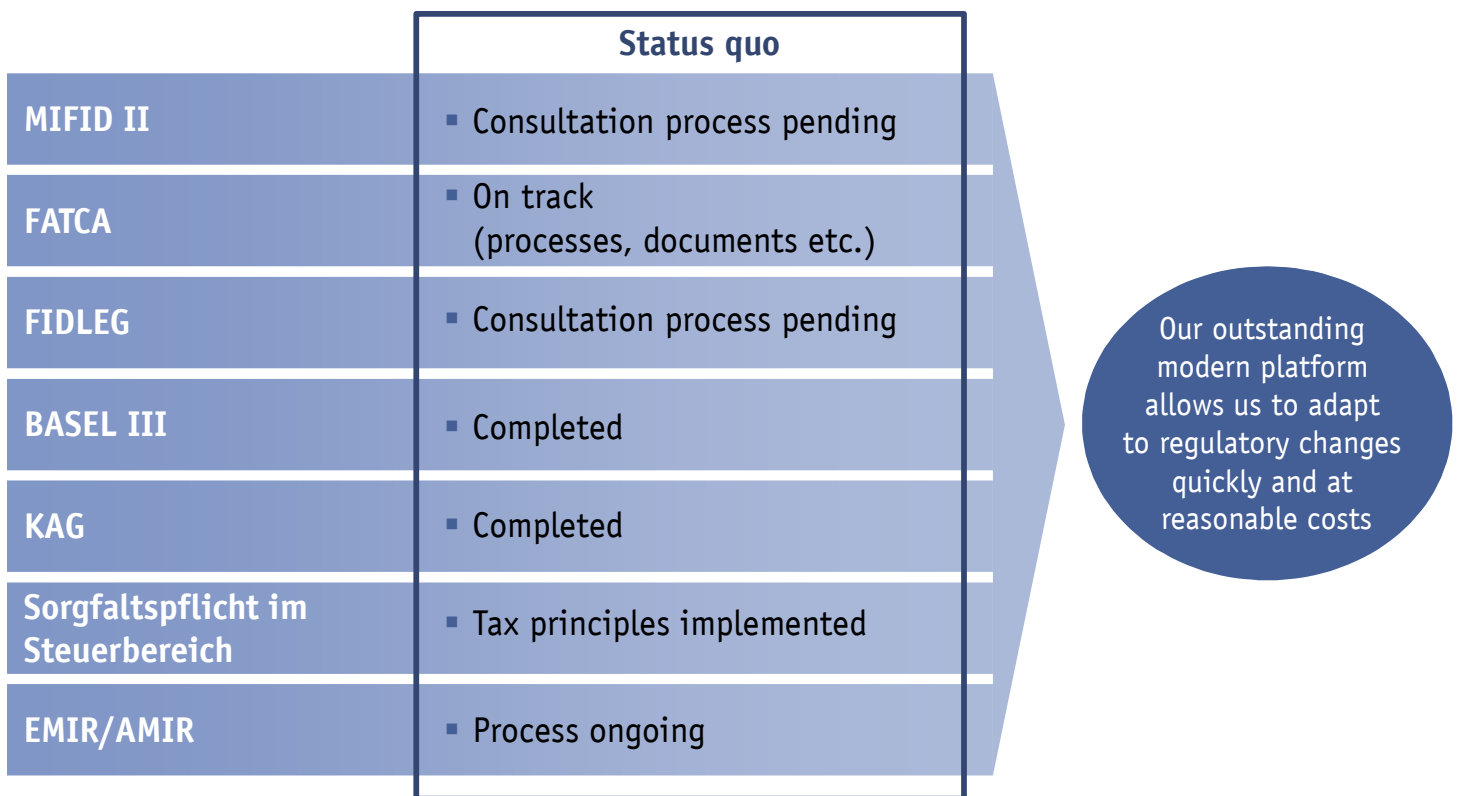 Status quo
MIFID II
▪ Consultation process pending
FATCA
▪ On track
(processes, documents etc.)
FIDLEG
▪ Consultation process pending
BASEL III
▪ Completed
KAG
▪ Completed
Sorgfaltspflicht im
Steuerbereich
▪ Tax principles implemented
EMIR/AMIR
▪ Process ongoing
Our outstanding
modern platform
allows us to adapt
to regulatory changes
quickly and at
reasonable costs